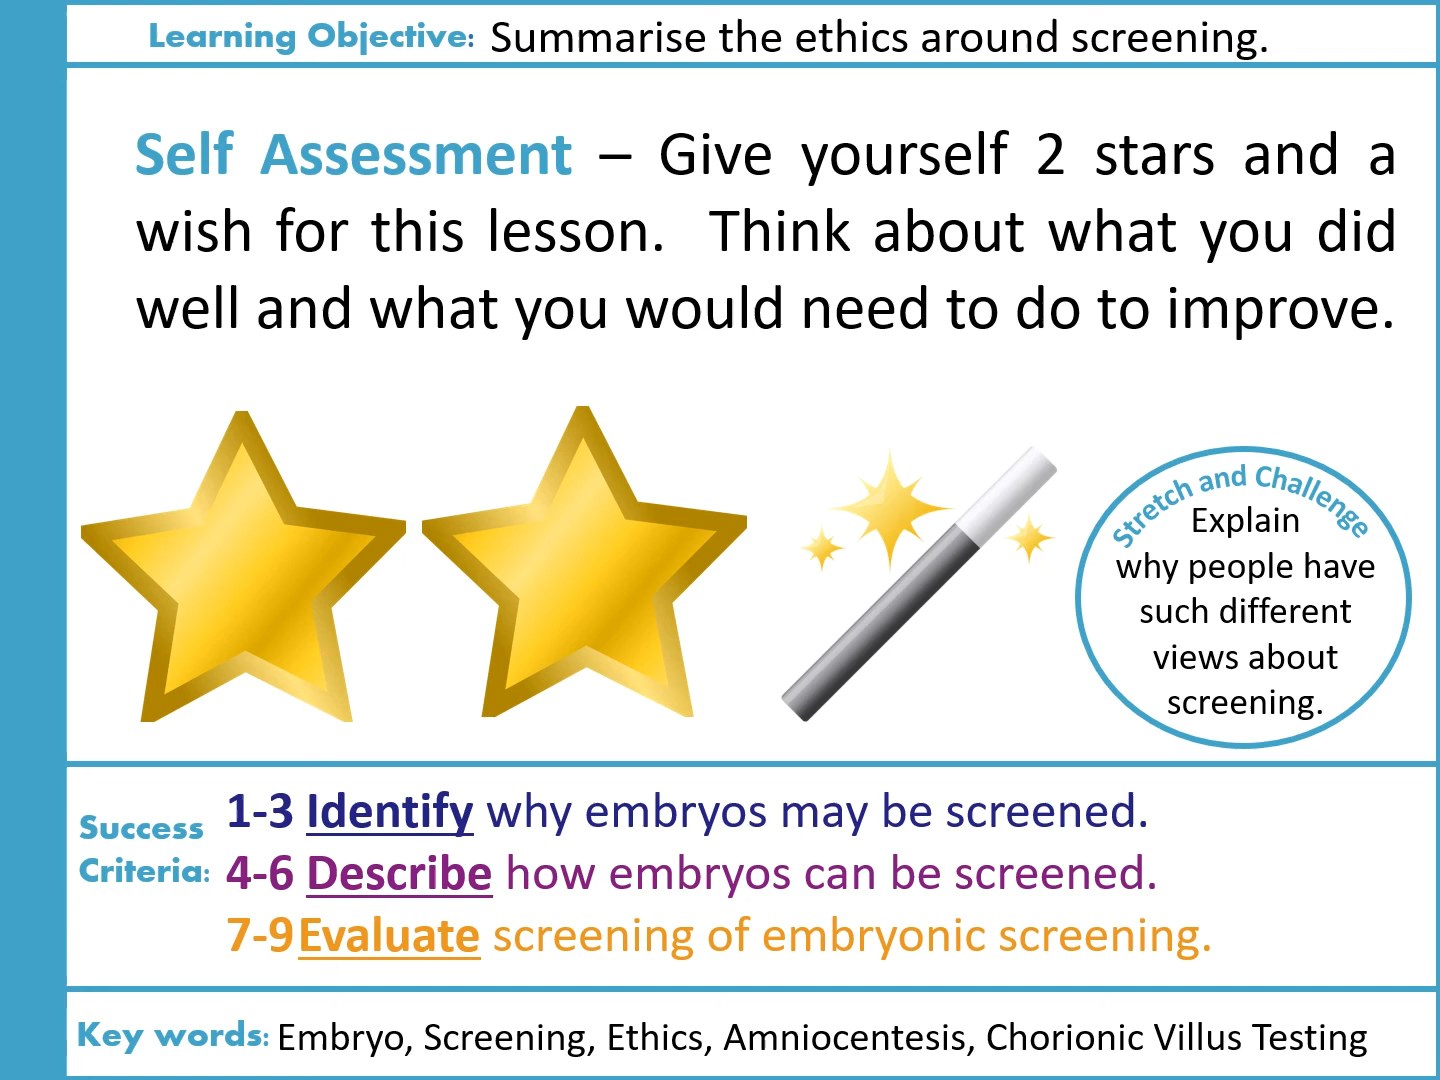 Learning Objective: Summarise the ethics around screening.
Self Assessment – Give yourself 2 stars and a
wish for this lesson. Think about what you did
well and what you would need to do to improve.
Stretch and Challenge
Explain
why people have
such different
views about
screening.
Success
Criteria:
1-3 Identify why embryos may be screened.
4-6 Describe how embryos can be screened.
7-9 Evaluate screening of embryonic screening.
Key words: Embryo, Screening, Ethics, Amniocentesis, Chorionic Villus Testing